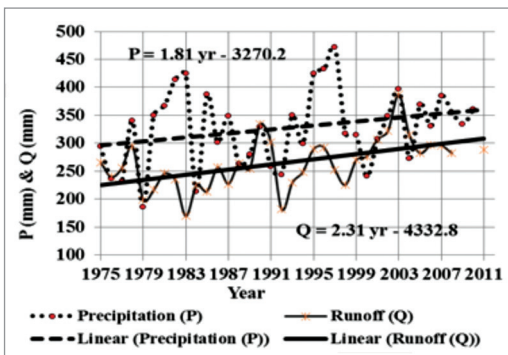 500
450
400
350
300
250
200
150
100
P (mm) & Q (mm)
P = 1.81 yr - 3270.2
Q = 2.31 yr - 4332.8
1975 1979 1983 1987 1991 1995 1999 2003 2007 2011
Year
Precipitation (P) Runoff (Q)
Linear (Precipitation (P)) Linear (Runoff (Q))